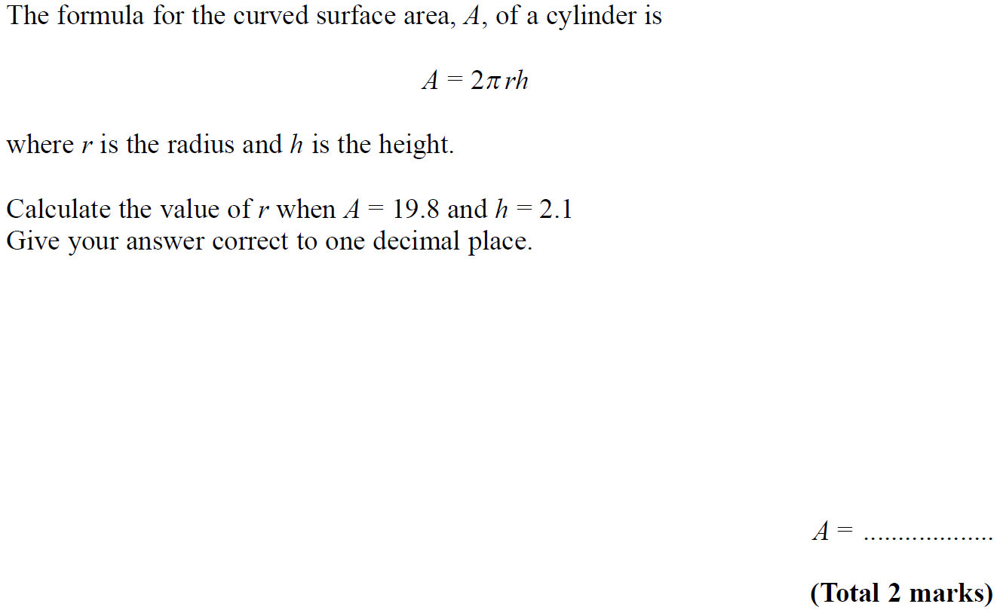 The formula for the curved surface area, A, of a cylinder is
A = 2π rh
where r is the radius and h is the height.
Calculate the value of r when A = 19.8 and h = 2.1
Give your answer correct to one decimal place.
A = ...................
(Total 2 marks)